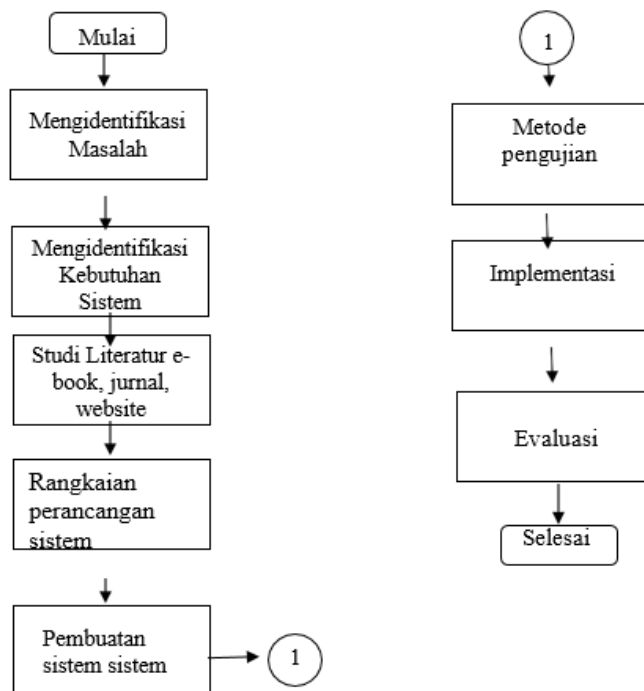 Mulai
Mengidentifikasi
Masalah
Mengidentifikasi
Kebutuhan
Sistem
Studi Literatur e-
book, jurnal,
website
Rangkaian
perancangan
sistem
Pembuatan
sistem sistem
1
1
Metode
pengujian
Implementasi
Evaluasi
Selesai